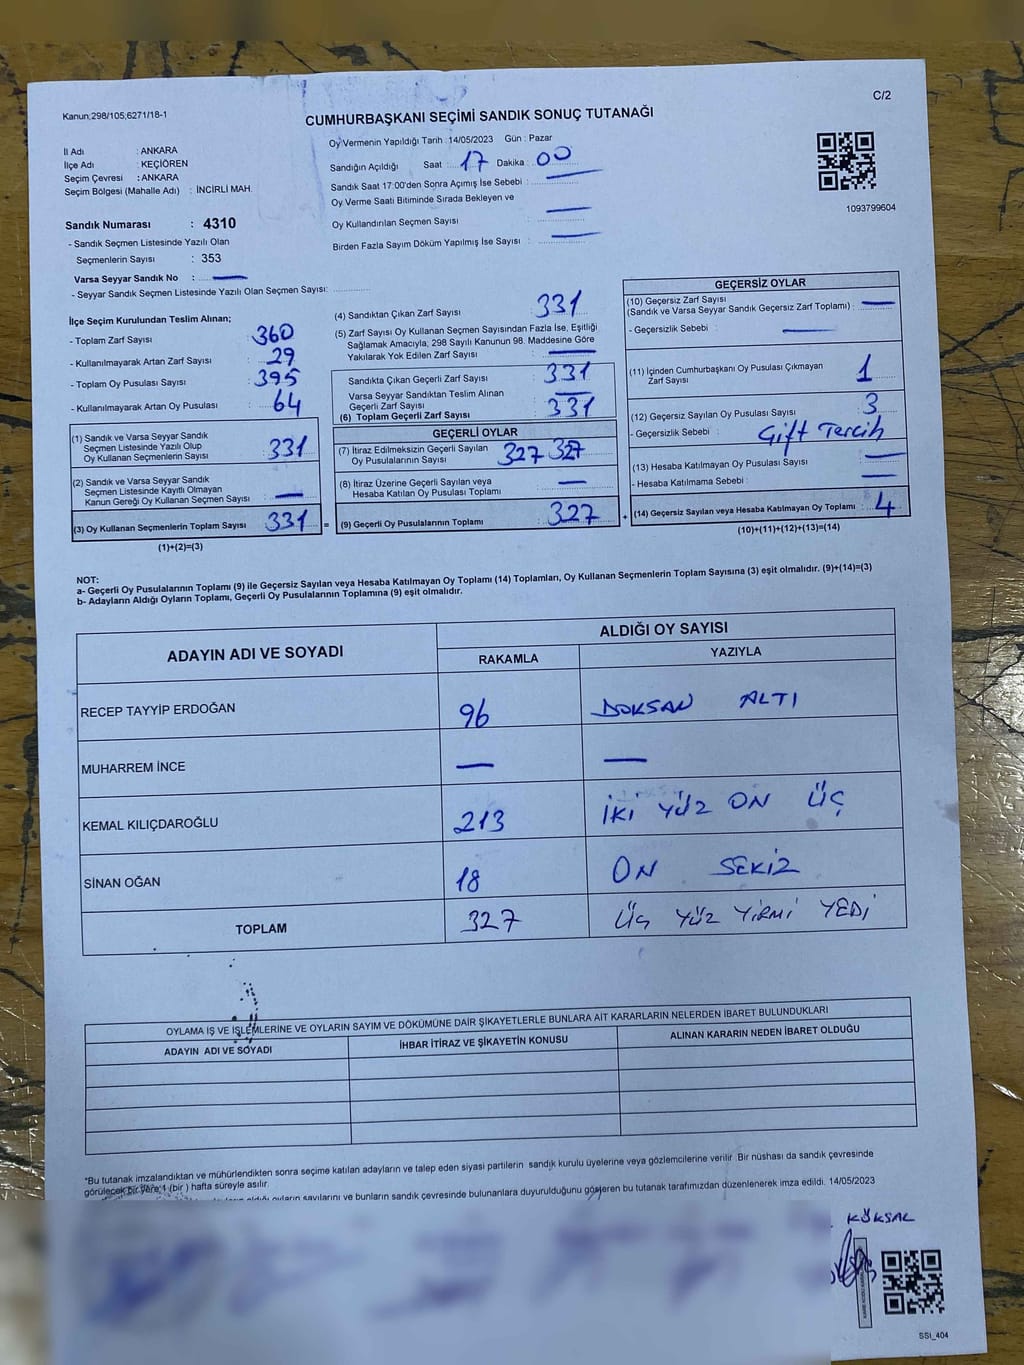 C/2
Kanun;298/105;6271/18-1
CUMHURBAŞKANI SEÇİMİ SANDIK SONUÇ TUTANAĞI
İl Adı : ANKARA
İlçe Adı : KEÇİÖREN
Seçim Çevresi : ANKARA
Seçim Bölgesi (Mahalle Adı) : İNCİRLİ MAH.
Sandık Numarası : 4310
- Sandık Seçmen Listesinde Yazılı Olan
Seçmenlerin Sayısı : 353
Varsa Seyyar Sandık No : —
- Seyyar Sandık Seçmen Listesinde Yazılı Olan Seçmen Sayısı:
Oy Vermenin Yapıldığı Tarih : 14/05/2023 Gün : Pazar
Sandığın Açıldığı Saat : 17 Dakika : 00
Sandık Saat 17:00'den Sonra Açımış İse Sebebi : —
Oy Verme Saati Bitiminde Sırada Bekleyen ve
Oy Kullandırılan Seçmen Sayısı : —
Birden Fazla Sayım Döküm Yapılmış İse Sayısı : —
1093799604
İlçe Seçim Kurulundan Teslim Alınan;
- Toplam Zarf Sayısı : 360
- Kullanılmayarak Artan Zarf Sayısı : 29
- Toplam Oy Pusulası Sayısı : 395
- Kullanılmayarak Artan Oy Pusulası : 64
(1) Sandık ve Varsa Seyyar Sandık
Seçmen Listesinde Yazılı Olup
Oy Kullanan Seçmenlerin Sayısı : 331
(2) Sandık ve Varsa Seyyar Sandık
Seçmen Listesinde Kayıtlı Olmayan
Kanun Gereği Oy Kullanan Seçmen Sayısı : —
(3) Oy Kullanan Seçmenlerin Toplam Sayısı : 331
(1)+(2)=(3)
(4) Sandıktan Çıkan Zarf Sayısı : 331
(5) Zarf Sayısı Oy Kullanan Seçmen Sayısından Fazla İse, Eşitliği
Sağlamak Amacıyla, 298 Sayılı Kanunun 98. Maddesine Göre
Yakılarak Yok Edilen Zarf Sayısı : —
Sandıkta Çıkan Geçerli Zarf Sayısı : 331
Varsa Seyyar Sandıktan Teslim Alınan
Geçerli Zarf Sayısı : —
(6) Toplam Geçerli Zarf Sayısı : 331
GEÇERLİ OYLAR
(7) İtiraz Edilmeksizin Geçerli Sayılan
Oy Pusulalarının Sayısı : 327 327
(8) İtiraz Üzerine Geçerli Sayılan veya
Hesaba Katılan Oy Pusulası Toplamı : —
(9) Geçerli Oy Pusulalarının Toplamı : 327
GEÇERSİZ OYLAR
(10) Geçersiz Zarf Sayısı
(Sandık ve Varsa Seyyar Sandık Geçersiz Zarf Toplamı) : —
- Geçersizlik Sebebi : —
(11) İçinden Cumhurbaşkanı Oy Pusulası Çıkmayan
Zarf Sayısı : 1
(12) Geçersiz Sayılan Oy Pusulası Sayısı : 3
- Geçersizlik Sebebi : Çift Tercih
(13) Hesaba Katılmayan Oy Pusulası Sayısı : —
- Hesaba Katılmama Sebebi : —
(14) Geçersiz Sayılan veya Hesaba Katılmayan Oy Toplamı : 4
(10)+(11)+(12)+(13)=(14)
NOT:
a- Geçerli Oy Pusulalarının Toplamı (9) ile Geçersiz Sayılan veya Hesaba Katılmayan Oy Toplamı (14) Toplamları, Oy Kullanan Seçmenlerin Toplam Sayısına (3) eşit olmalıdır. (9)+(14)=(3)
b- Adayların Aldığı Oyların Toplamı, Geçerli Oy Pusulalarının Toplamına (9) eşit olmalıdır.
ADAYIN ADI VE SOYADI ALDIĞI OY SAYISI
RAKAMLA YAZIYLA
RECEP TAYYİP ERDOĞAN 96 DOKSAN ALTI
MUHARREM İNCE — —
KEMAL KILIÇDAROĞLU 213 İKİ YÜZ ON ÜÇ
SİNAN OĞAN 18 ON SEKİZ
TOPLAM 327 ÜÇ YÜZ YİRMİ YEDİ
OYLAMA İŞ VE İŞLEMLERİNE VE OYLARIN SAYIM VE DÖKÜMÜNE DAİR ŞİKAYETLERLE BUNLARA AİT KARARLARIN NELERDEN İBARET BULUNDUKLARI
ADAYIN ADI VE SOYADI İHBAR İTİRAZ VE ŞİKAYETİN KONUSU ALINAN KARARIN NEDEN İBARET OLDUĞU
*Bu tutanak imzalandıktan ve mühürlendikten sonra seçime katılan adayların ve talep eden siyasi partilerin sandık kurulu üyelerine veya gözlemcilerine verilir. Bir nüshası da sandık çevresinde
görülecek bir yere 1 (bir) hafta süreyle asılır.
aldığı oyların sayılarını ve bunların sandık çevresinde bulunanlara duyurulduğunu gösteren bu tutanak tarafımızdan düzenlenerek imza edildi. 14/05/2023
KÖKSAL
SSI_404